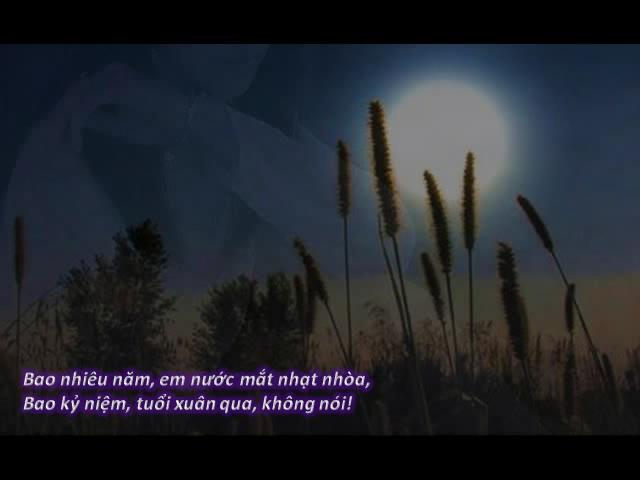 Bao nhiêu năm, em nước mắt nhạt nhòa,
Bao kỷ niệm, tuổi xuân qua, không nói!